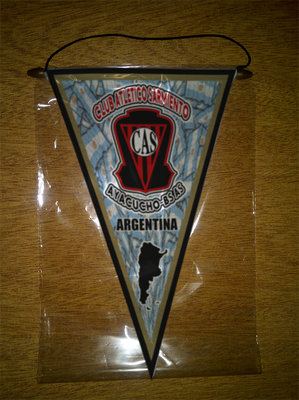 CLUB ATLETICO SARMIENTO
CAS
AYACUCHO-BS.AS
ARGENTINA